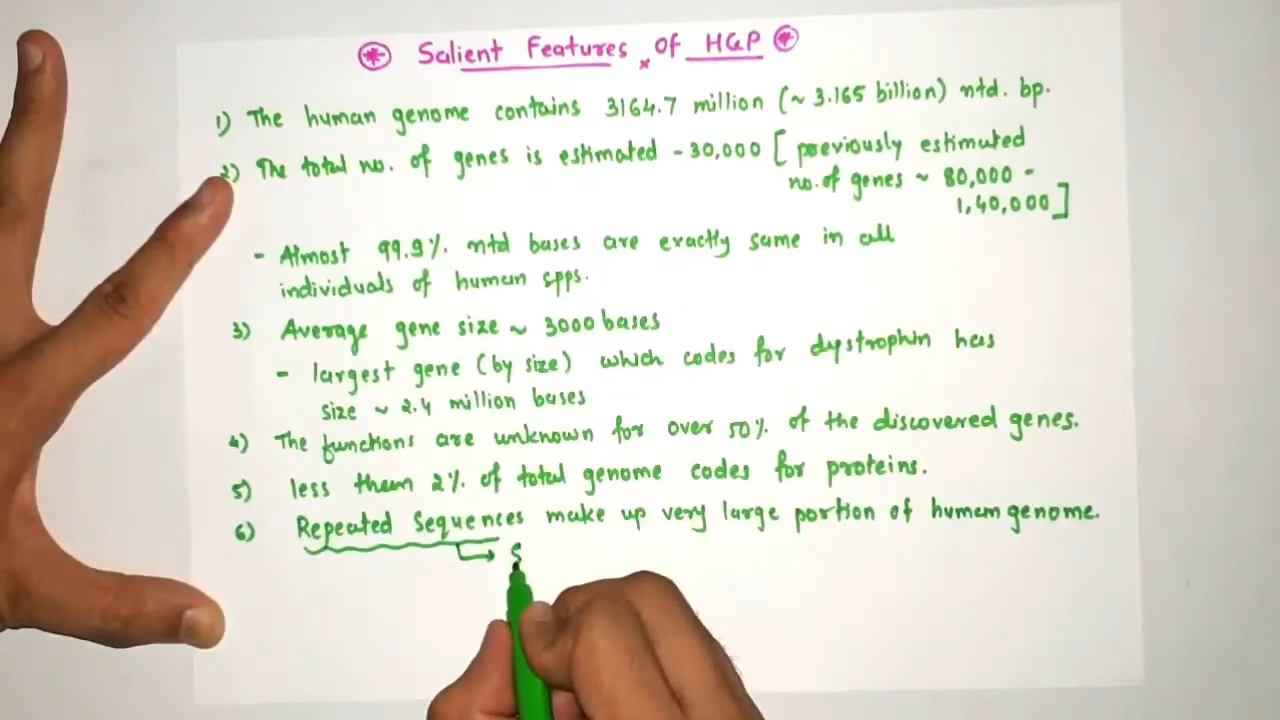 Salient Features of HGP
1) The human genome contains 3164.7 million (~ 3.165 billion) ntd. bp.
2) The total no. of genes is estimated - 30,000 [previously estimated
no. of genes ~ 80,000 -
1,40,000]
- Almost 99.9% ntd bases are exactly same in all
individuals of human spps.
3) Average gene size ~ 3000 bases
- largest gene (by size) which codes for dystrophin has
size ~ 2.4 million bases
4) The functions are unknown for over 50% of the discovered genes.
5) less than 2% of total genome codes for proteins.
6) Repeated Sequences make up very large portion of human genome.
S